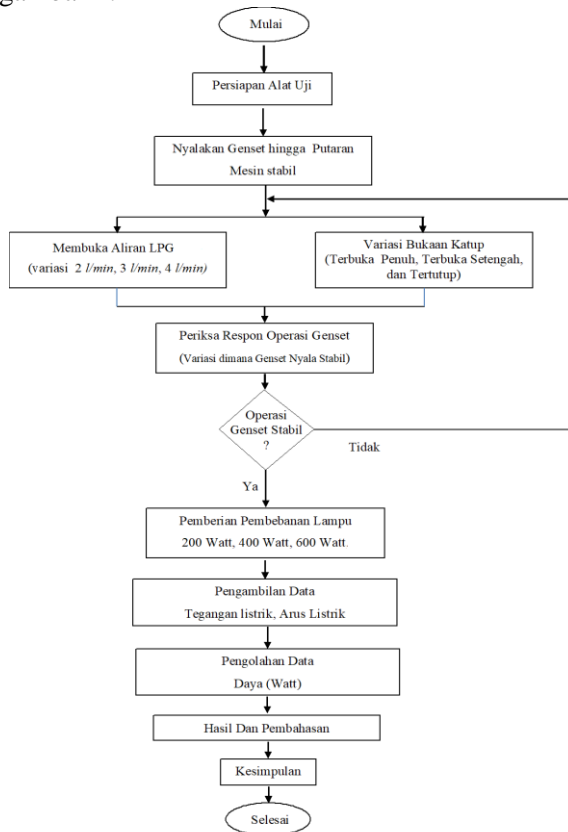 Mulai
Persiapan Alat Uji
Nyalakan Genset hingga Putaran
Mesin stabil
Membuka Aliran LPG
(variasi 2 l/min, 3 l/min, 4 l/min)
Variasi Bukaan Katup
(Terbuka Penuh, Terbuka Setengah,
dan Tertutup)
Periksa Respon Operasi Genset
(Variasi dimana Genset Nyala Stabil)
Operasi
Genset Stabil
?
Tidak
Ya
Pemberian Pembebanan Lampu
200 Watt, 400 Watt, 600 Watt.
Pengambilan Data
Tegangan listrik, Arus Listrik
Pengolahan Data
Daya (Watt)
Hasil Dan Pembahasan
Kesimpulan
Selesai